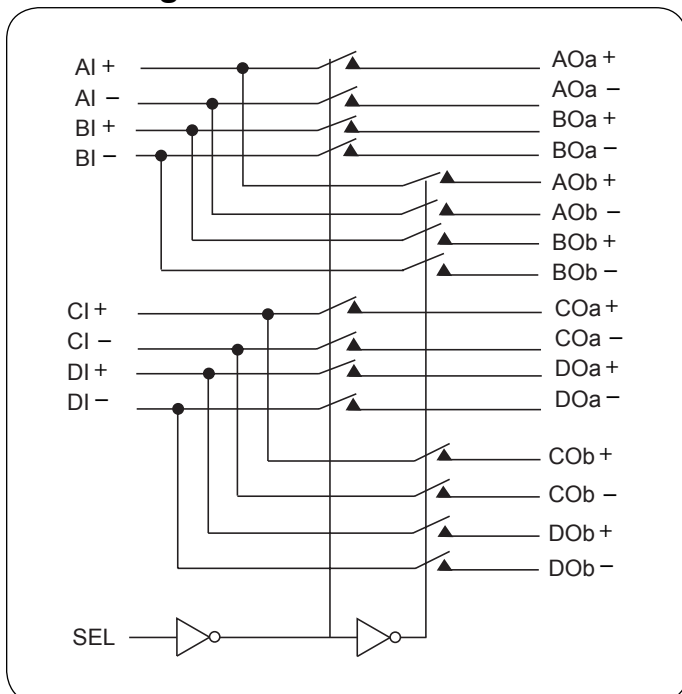 AI + AOa +
AI – AOa –
BI + BOa +
BI – BOa –
AOb +
AOb –
BOb +
BOb –
CI + COa +
CI – COa –
DI + DOa +
DI – DOa –
COb +
COb –
DOb +
DOb –
SEL